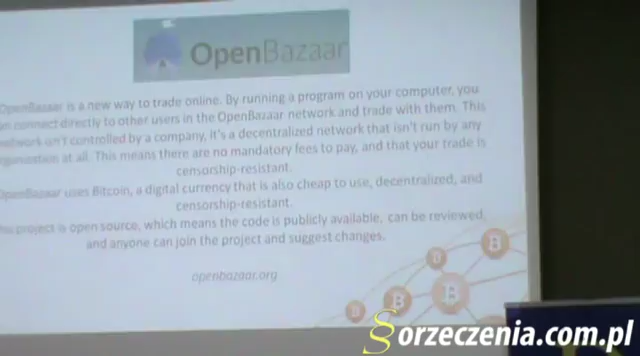 OpenBazaar
OpenBazaar is a new way to trade online. By running a program on your computer, you
can connect directly to other users in the OpenBazaar network and trade with them. This
network isn't controlled by a company, it's a decentralized network that isn't run by any
organization at all. This means there are no mandatory fees to pay, and that your trade is
censorship-resistant.
OpenBazaar uses Bitcoin, a digital currency that is also cheap to use, decentralized, and
censorship-resistant.
This project is open source, which means the code is publicly available, can be reviewed,
and anyone can join the project and suggest changes.
openbazaar.org
orzeczenia.com.pl